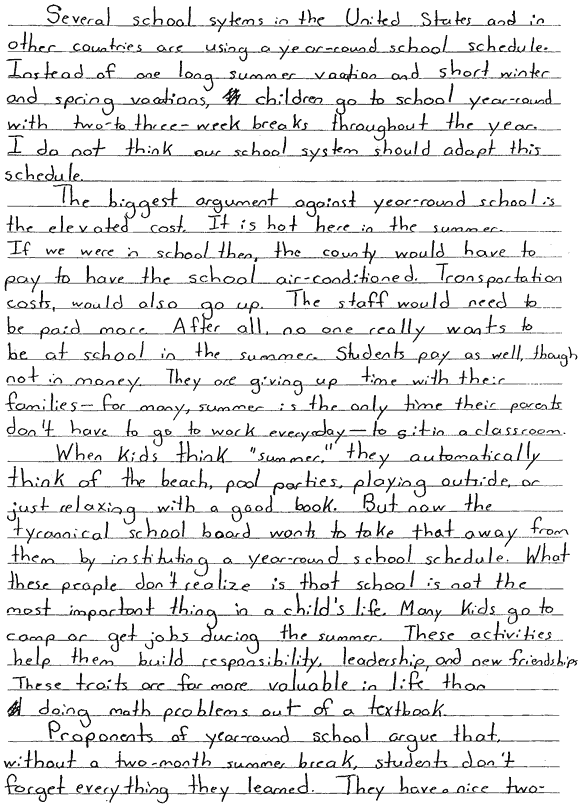 Several school sytems in the United States and in
other countries are using a year-round school schedule.
Instead of one long summer vacation and short winter
and spring vacations, children go to school year-round
with two-to three-week breaks throughout the year.
I do not think our school system should adopt this
schedule.
The biggest argument against year-round school is
the elevated cost. It is hot here in the summer.
If we were in school then, the county would have to
pay to have the school air-conditioned. Transportation
costs, would also go up. The staff would need to
be paid more. After all, no one really wants to
be at school in the summer. Students pay as well, though
not in money. They are giving up time with their
families—for many, summer is the only time their parents
don't have to go to work everyday—to sit in a classroom.
When kids think "summer," they automatically
think of the beach, pool parties, playing outside, or
just relaxing with a good book. But now the
tyrannical school board wants to take that away from
them by instituting a year-round school schedule. What
these people don't realize is that school is not the
most important thing in a child's life. Many kids go to
camp or get jobs during the summer. These activities
help them build responsibility, leadership, and new friendships
These traits are far more valuable in life than
doing math problems out of a textbook.
Proponents of year-round school argue that,
without a two-month summer break, students don't
forget everything they learned. They have a nice two-